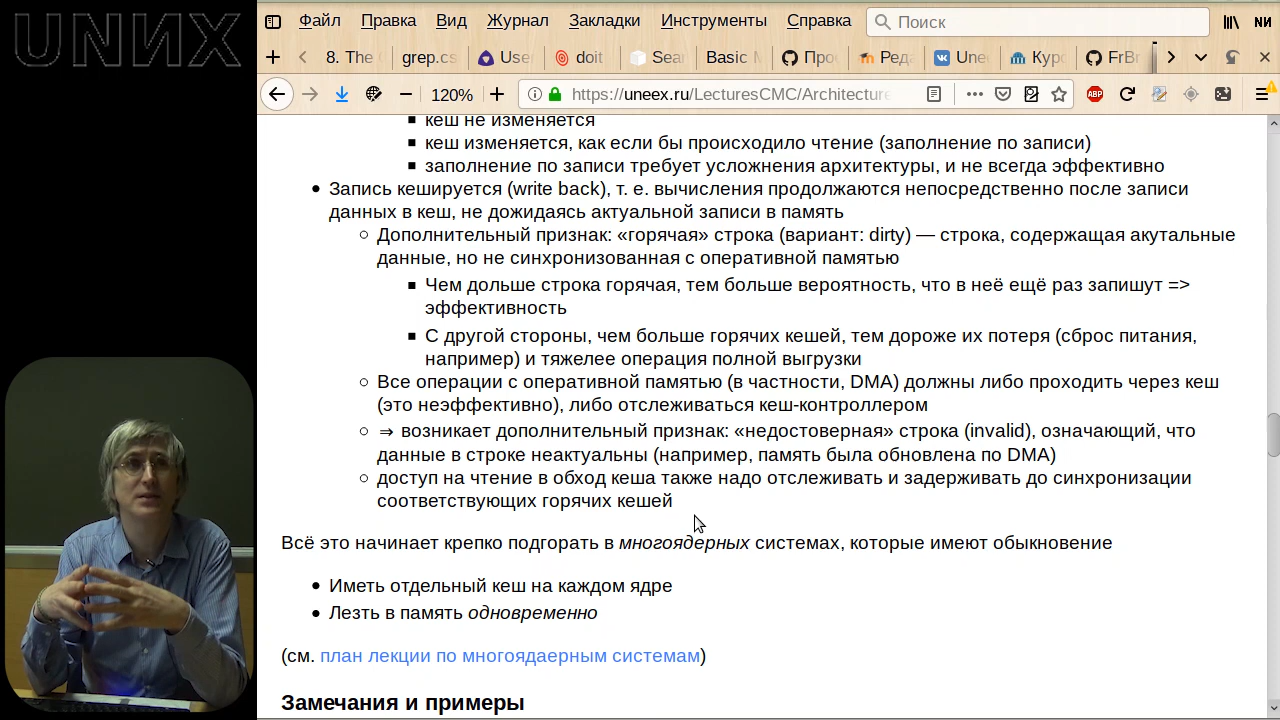 UNИX
Файл Правка Вид Журнал Закладки Инструменты Справка Поиск NИ
8. The grep.cs User doit Sear Basic М Про Реда Unee Курс FrBr
120% https://uneex.ru/LecturesCMC/Architecture ABP
кеш не изменяется
кеш изменяется, как если бы происходило чтение (заполнение по записи)
заполнение по записи требует усложнения архитектуры, и не всегда эффективно
Запись кешируется (write back), т. е. вычисления продолжаются непосредственно после записи
данных в кеш, не дожидаясь актуальной записи в память
Дополнительный признак: «горячая» строка (вариант: dirty) — строка, содержащая акутальные
данные, но не синхронизованная с оперативной памятью
Чем дольше строка горячая, тем больше вероятность, что в неё ещё раз запишут =>
эффективность
С другой стороны, чем больше горячих кешей, тем дороже их потеря (сброс питания,
например) и тяжелее операция полной выгрузки
Все операции с оперативной памятью (в частности, DMA) должны либо проходить через кеш
(это неэффективно), либо отслеживаться кеш-контроллером
⇒ возникает дополнительный признак: «недостоверная» строка (invalid), означающий, что
данные в строке неактуальны (например, память была обновлена по DMA)
доступ на чтение в обход кеша также надо отслеживать и задерживать до синхронизации
соответствующих горячих кешей
Всё это начинает крепко подгорать в многоядерных системах, которые имеют обыкновение
Иметь отдельный кеш на каждом ядре
Лезть в память одновременно
(см. план лекции по многоядаерным системам)
Замечания и примеры